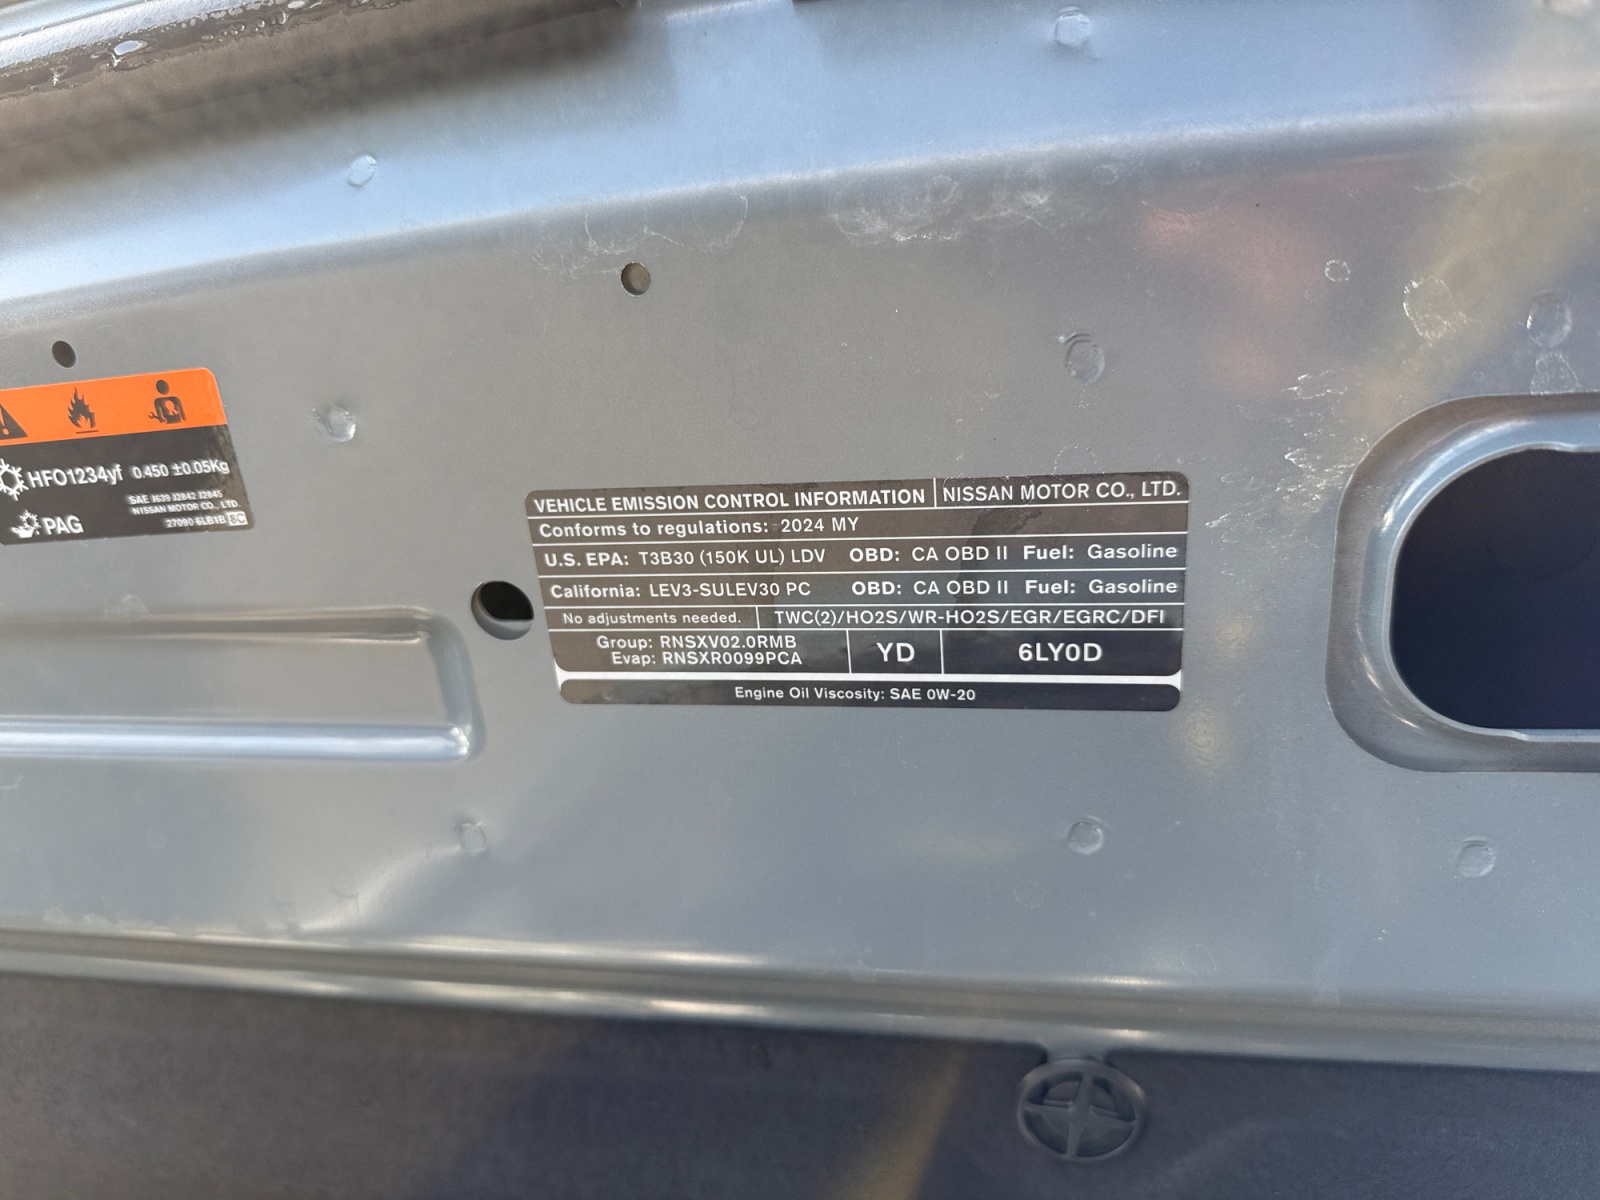 HFO1234yf 0.450 ±0.05Kg
SAE J639 J2842 J2845
NISSAN MOTOR CO., LTD.
PAG
27090 6LB1B 8C
VEHICLE EMISSION CONTROL INFORMATION NISSAN MOTOR CO., LTD.
Conforms to regulations: 2024 MY
U.S. EPA: T3B30 (150K UL) LDV OBD: CA OBD II Fuel: Gasoline
California: LEV3-SULEV30 PC OBD: CA OBD II Fuel: Gasoline
No adjustments needed. TWC(2)/HO2S/WR-HO2S/EGR/EGRC/DFI
Group: RNSXV02.0RMB
Evap: RNSXR0099PCA
YD
6LY0D
Engine Oil Viscosity: SAE 0W-20